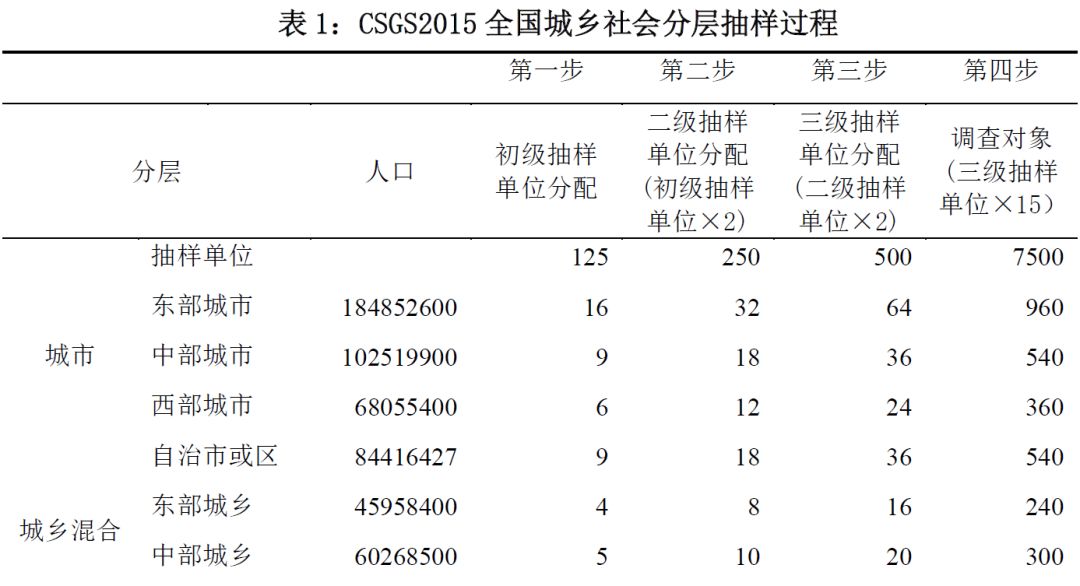 表 1：CSGS2015 全国城乡社会分层抽样过程
第一步 第二步 第三步 第四步
分层 人口 初级抽样单位分配 二级抽样单位分配(初级抽样单位×2) 三级抽样单位分配(二级抽样单位×2) 调查对象(三级抽样单位×15)
抽样单位 125 250 500 7500
东部城市 184852600 16 32 64 960
城市 中部城市 102519900 9 18 36 540
西部城市 68055400 6 12 24 360
自治市或区 84416427 9 18 36 540
东部城乡 45958400 4 8 16 240
城乡混合
中部城乡 60268500 5 10 20 300